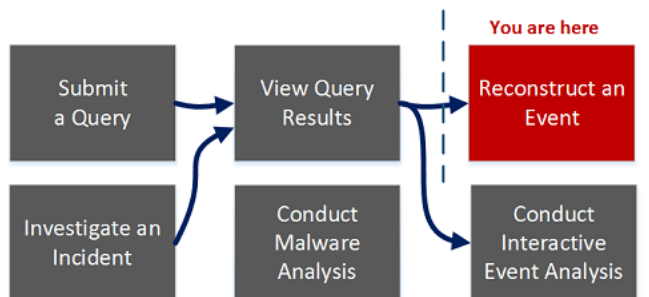 You are here
Submit
a Query
View Query
Results
Reconstruct an
Event
Investigate an
Incident
Conduct
Malware
Analysis
Conduct
Interactive
Event Analysis